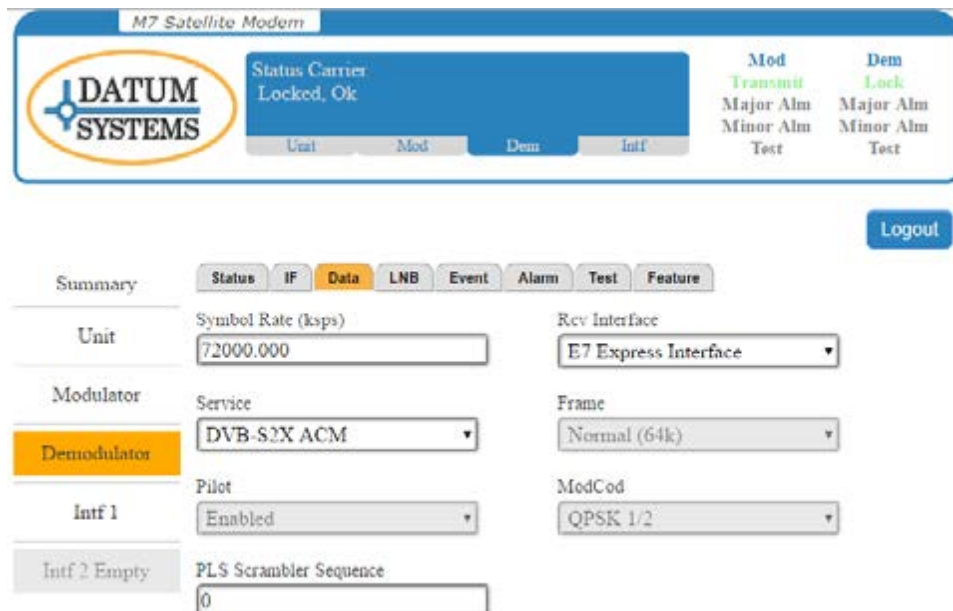 M7 Satellite Modem
DATUM
SYSTEMS
Status Carrier
Locked, Ok
Unit Mod Dem Intf
Mod Dem
Transmit Lock
Major Alm Major Alm
Minor Alm Minor Alm
Test Test
Logout
Summary
Unit
Modulator
Demodulator
Intf 1
Intf 2 Empty
Status IF Data LNB Event Alarm Test Feature
Symbol Rate (ksps) Rcv Interface
72000.000 E7 Express Interface
Service Frame
DVB-S2X ACM Normal (64k)
Pilot ModCod
Enabled QPSK 1/2
PLS Scrambler Sequence
0